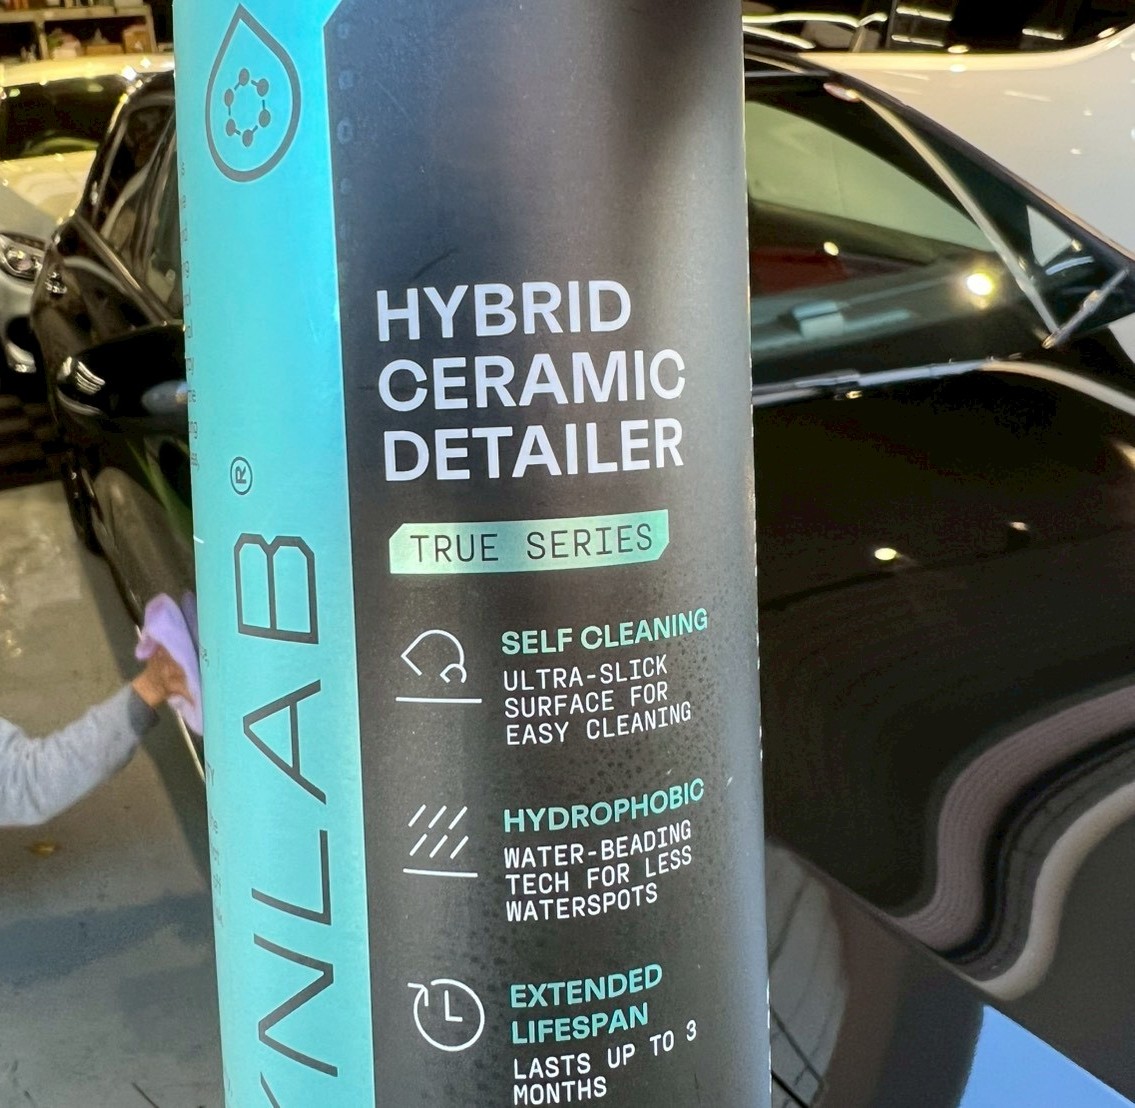 HYBRID
CERAMIC
DETAILER
TRUE SERIES
SELF CLEANING
ULTRA-SLICK
SURFACE FOR
EASY CLEANING
HYDROPHOBIC
WATER-BEADING
TECH FOR LESS
WATERSPOTS
EXTENDED
LIFESPAN
LASTS UP TO 3
MONTHS
YNLAB®